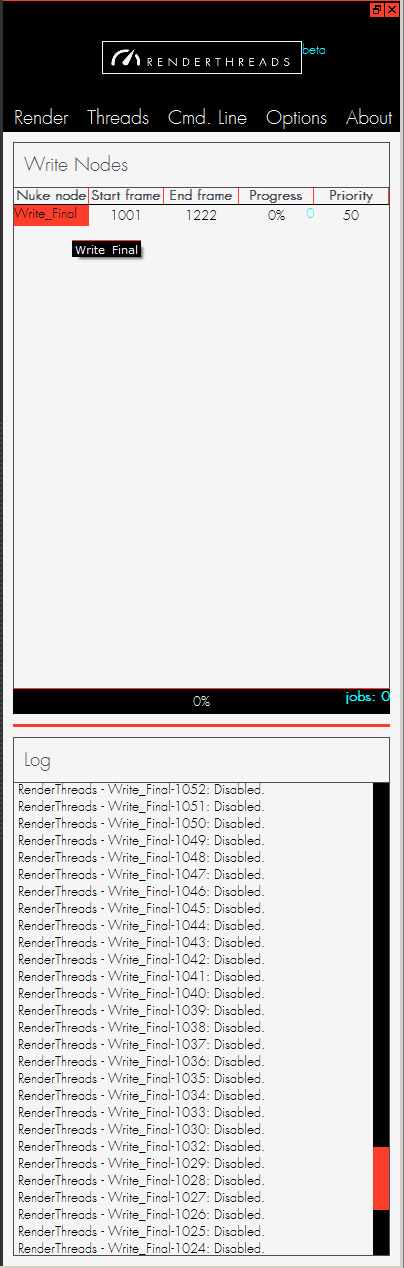 RENDERTHREADS beta
Render Threads Cmd. Line Options About
Write Nodes
Nuke node Start frame End frame Progress Priority
Write_Final 1001 1222 0% 0 50
Write Final
0% jobs: 0
Log
RenderThreads - Write_Final-1052: Disabled.
RenderThreads - Write_Final-1051: Disabled.
RenderThreads - Write_Final-1050: Disabled.
RenderThreads - Write_Final-1049: Disabled.
RenderThreads - Write_Final-1048: Disabled.
RenderThreads - Write_Final-1047: Disabled.
RenderThreads - Write_Final-1046: Disabled.
RenderThreads - Write_Final-1045: Disabled.
RenderThreads - Write_Final-1044: Disabled.
RenderThreads - Write_Final-1043: Disabled.
RenderThreads - Write_Final-1042: Disabled.
RenderThreads - Write_Final-1041: Disabled.
RenderThreads - Write_Final-1040: Disabled.
RenderThreads - Write_Final-1039: Disabled.
RenderThreads - Write_Final-1038: Disabled.
RenderThreads - Write_Final-1037: Disabled.
RenderThreads - Write_Final-1036: Disabled.
RenderThreads - Write_Final-1035: Disabled.
RenderThreads - Write_Final-1034: Disabled.
RenderThreads - Write_Final-1033: Disabled.
RenderThreads - Write_Final-1030: Disabled.
RenderThreads - Write_Final-1032: Disabled.
RenderThreads - Write_Final-1029: Disabled.
RenderThreads - Write_Final-1028: Disabled.
RenderThreads - Write_Final-1027: Disabled.
RenderThreads - Write_Final-1026: Disabled.
RenderThreads - Write_Final-1025: Disabled.
RenderThreads - Write_Final-1024: Disabled.